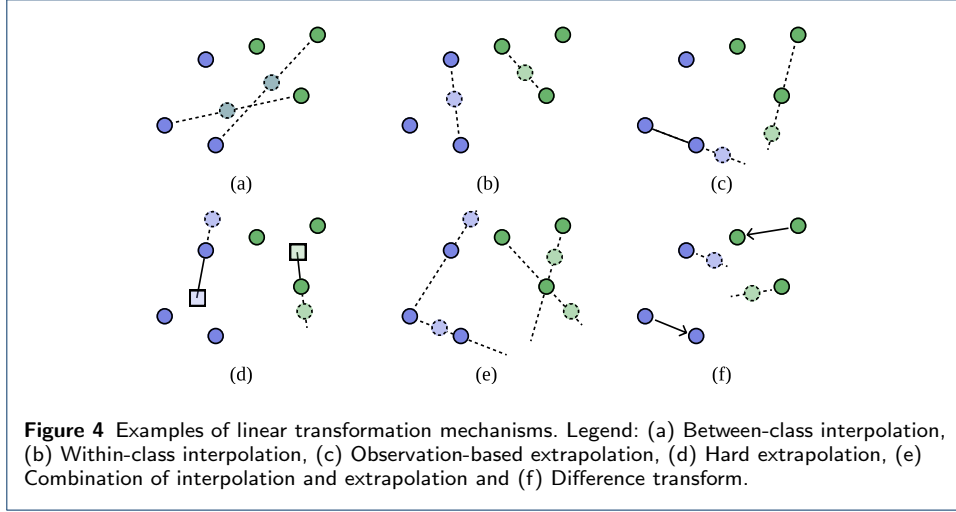 (a)
(b)
(c)
(d)
(e)
(f)
Figure 4 Examples of linear transformation mechanisms. Legend: (a) Between-class interpolation,
(b) Within-class interpolation, (c) Observation-based extrapolation, (d) Hard extrapolation, (e)
Combination of interpolation and extrapolation and (f) Difference transform.